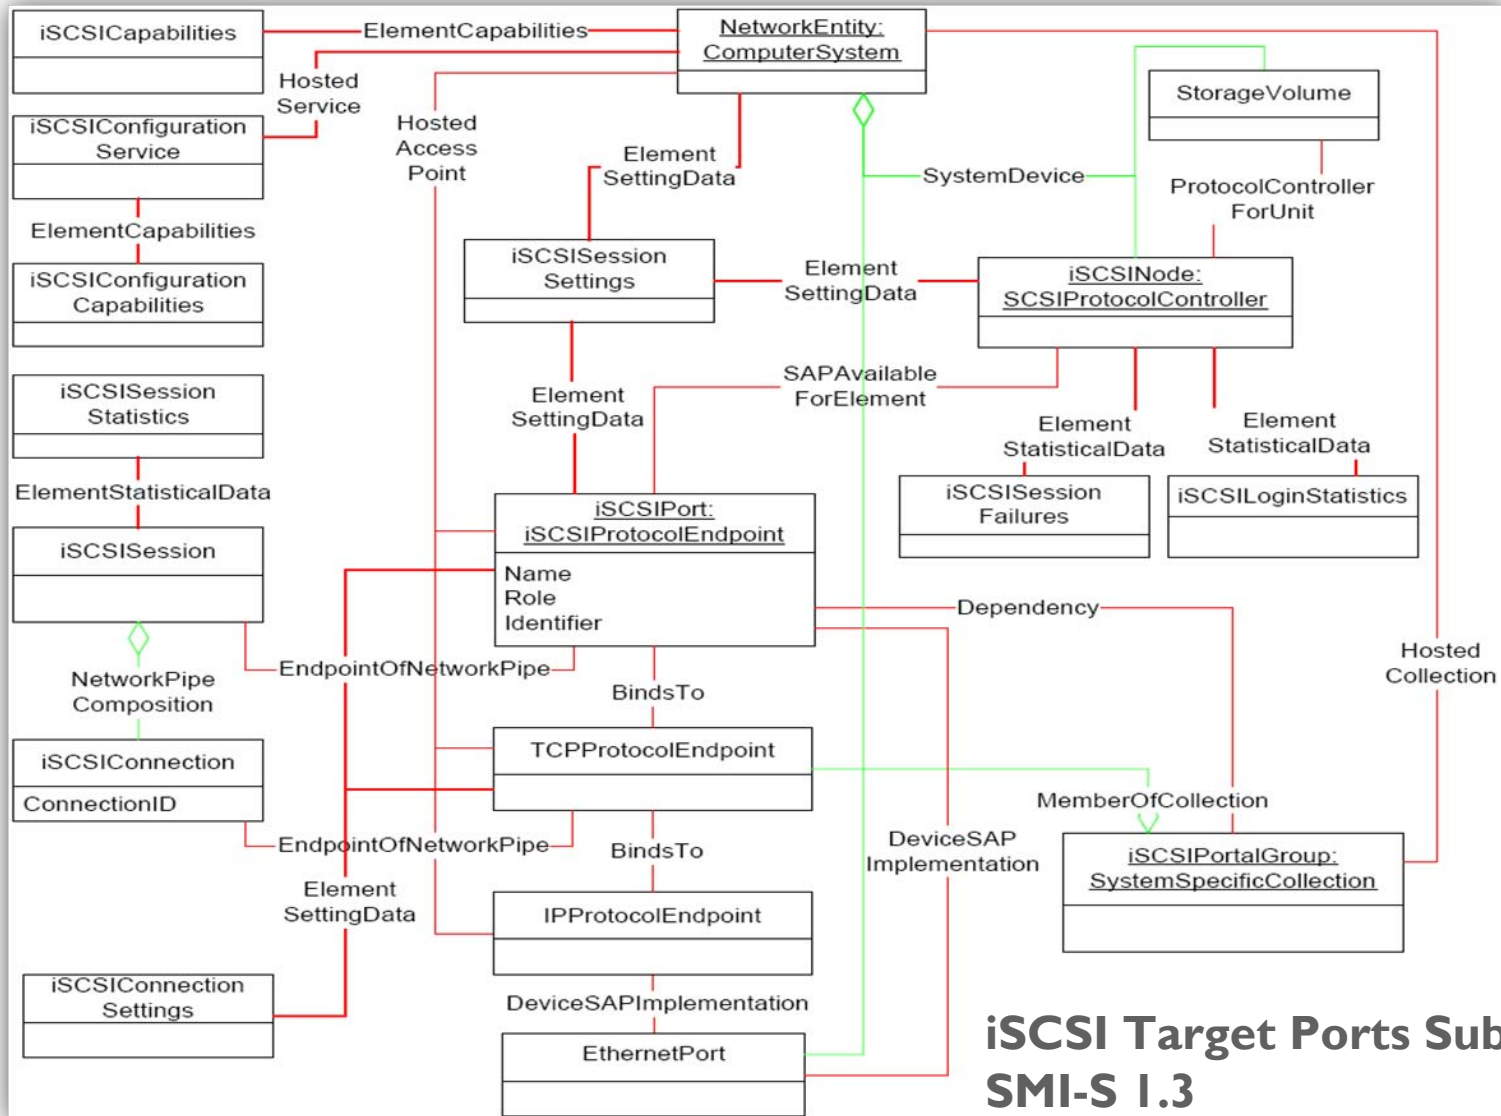 iSCSICapabilities
ElementCapabilities
NetworkEntity:
ComputerSystem
Hosted
Service
StorageVolume
iSCSIConfiguration
Service
Hosted
Access
Point
Element
SettingData
SystemDevice
ProtocolController
ForUnit
ElementCapabilities
iSCSISession
Settings
Element
SettingData
iSCSINode:
SCSIProtocolController
iSCSIConfiguration
Capabilities
SAPAvailable
ForElement
iSCSISession
Statistics
Element
SettingData
Element
StatisticalData
Element
StatisticalData
ElementStatisticalData
iSCSISession
Failures
iSCSILoginStatistics
iSCSIPort:
iSCSIProtocolEndpoint
Name
Role
Identifier
iSCSISession
Dependency
EndpointOfNetworkPipe
Hosted
Collection
NetworkPipe
Composition
BindsTo
iSCSIConnection
ConnectionID
TCPProtocolEndpoint
MemberOfCollection
EndpointOfNetworkPipe
BindsTo
DeviceSAP
Implementation
iSCSIPortalGroup:
SystemSpecificCollection
Element
SettingData
IPProtocolEndpoint
iSCSIConnection
Settings
DeviceSAPImplementation
EthernetPort
iSCSI Target Ports Sub
SMI-S 1.3